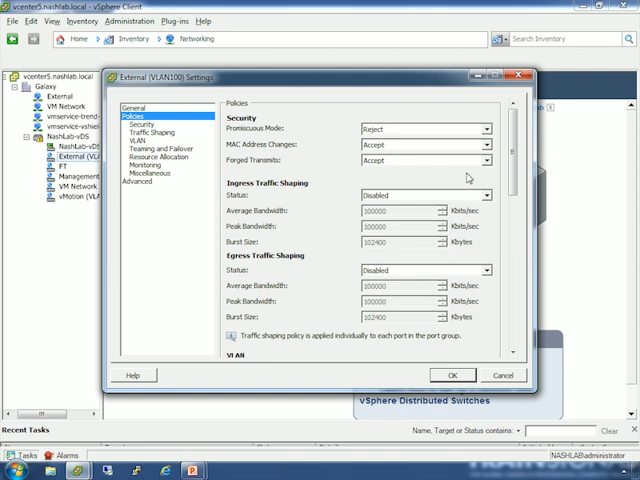 vcenter5.nashlab.local - vSphere Client
File Edit View Inventory Administration Plug-ins Help
Home Inventory Networking Search Inventory
vcenter5.nashlab.local
Galaxy
External
VM Network
vmservice-trend-
vmservice-vshield
NashLab-vDS
NashLab-vDS
External (VLA
FT
Management
VM Network
vMotion (VLA
External (VLAN100) Settings
General
Policies
Security
Traffic Shaping
VLAN
Teaming and Failover
Resource Allocation
Monitoring
Miscellaneous
Advanced
Policies
Security
Promiscuous Mode: Reject
MAC Address Changes: Accept
Forged Transmits: Accept
Ingress Traffic Shaping
Status: Disabled
Average Bandwidth: 100000 Kbits/sec
Peak Bandwidth: 100000 Kbits/sec
Burst Size: 102400 Kbytes
Egress Traffic Shaping
Status: Disabled
Average Bandwidth: 100000 Kbits/sec
Peak Bandwidth: 100000 Kbits/sec
Burst Size: 102400 Kbytes
Traffic shaping policy is applied individually to each port in the port group.
VLAN
Help OK Cancel
vSphere Distributed Switches
Recent Tasks Name, Target or Status contains: Clear
Tasks Alarms NASHLAB\administrator